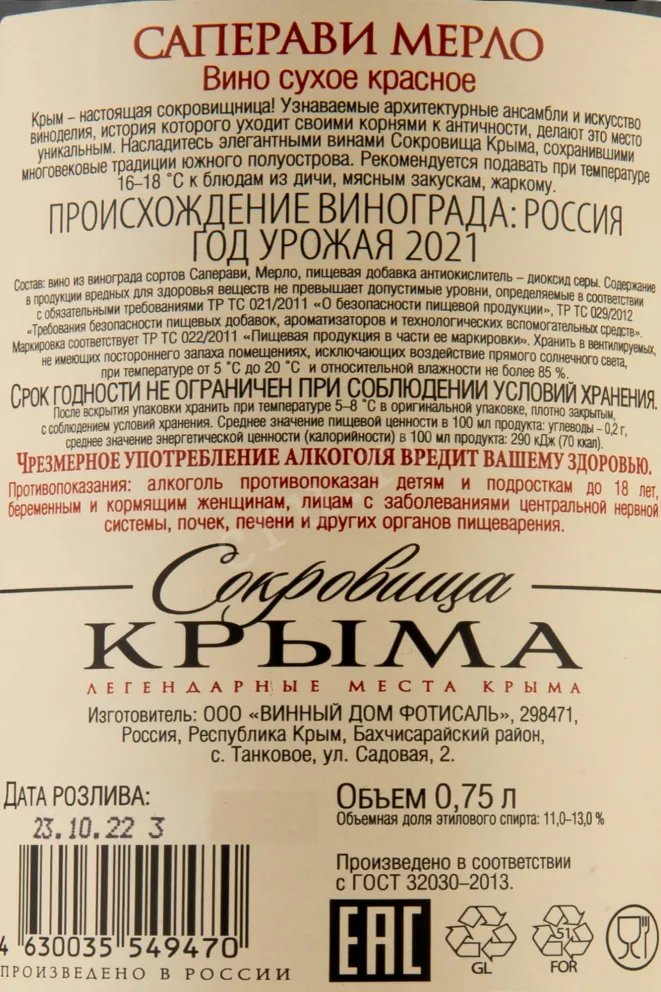 САПЕРАВИ МЕРЛО
Вино сухое красное
Крым – настоящая сокровищница! Узнаваемые архитектурные ансамбли и искусство
виноделия, история которого уходит своими корнями к античности, делают это место
уникальным. Насладитесь элегантными винами Сокровища Крыма, сохранившими
многовековые традиции южного полуострова. Рекомендуется подавать при температуре
16–18 °С к блюдам из дичи, мясным закускам, жаркому.
ПРОИСХОЖДЕНИЕ ВИНОГРАДА: РОССИЯ
ГОД УРОЖАЯ 2021
Состав: вино из винограда сортов Саперави, Мерло, пищевая добавка антиокислитель – диоксид серы. Содержание
в продукции вредных для здоровья веществ не превышает допустимые уровни, определяемые в соответствии
с обязательными требованиями ТР ТС 021/2011 «О безопасности пищевой продукции», ТР ТС 029/2012
«Требования безопасности пищевых добавок, ароматизаторов и технологических вспомогательных средств».
Маркировка соответствует ТР ТС 022/2011 «Пищевая продукция в части ее маркировки». Хранить в вентилируемых,
не имеющих постороннего запаха помещениях, исключающих воздействие прямого солнечного света,
при температуре от 5 °С до 20 °С и относительной влажности не более 85 %.
СРОК ГОДНОСТИ НЕ ОГРАНИЧЕН ПРИ СОБЛЮДЕНИИ УСЛОВИЙ ХРАНЕНИЯ.
После вскрытия упаковки хранить при температуре 5–8 °С в оригинальной упаковке, плотно закрытым,
с соблюдением условий хранения. Среднее значение пищевой ценности в 100 мл продукта: углеводы – 0,2 г,
среднее значение энергетической ценности (калорийности) в 100 мл продукта: 290 кДж (70 ккал).
ЧРЕЗМЕРНОЕ УПОТРЕБЛЕНИЕ АЛКОГОЛЯ ВРЕДИТ ВАШЕМУ ЗДОРОВЬЮ.
Противопоказания: алкоголь противопоказан детям и подросткам до 18 лет,
беременным и кормящим женщинам, лицам с заболеваниями центральной нервной
системы, почек, печени и других органов пищеварения.
Сокровища
КРЫМА
ЛЕГЕНДАРНЫЕ МЕСТА КРЫМА
Изготовитель: ООО «ВИННЫЙ ДОМ ФОТИСАЛЬ», 298471,
Россия, Республика Крым, Бахчисарайский район,
с. Танковое, ул. Садовая, 2.
ДАТА РОЗЛИВА:
23.10.22 3
ОБЪЕМ 0,75 Л
Объемная доля этилового спирта: 11,0–13,0 %
Произведено в соответствии
с ГОСТ 32030–2013.
4 630035 549470
ПРОИЗВЕДЕНО В РОССИИ
ЕАС
GL
51
FOR